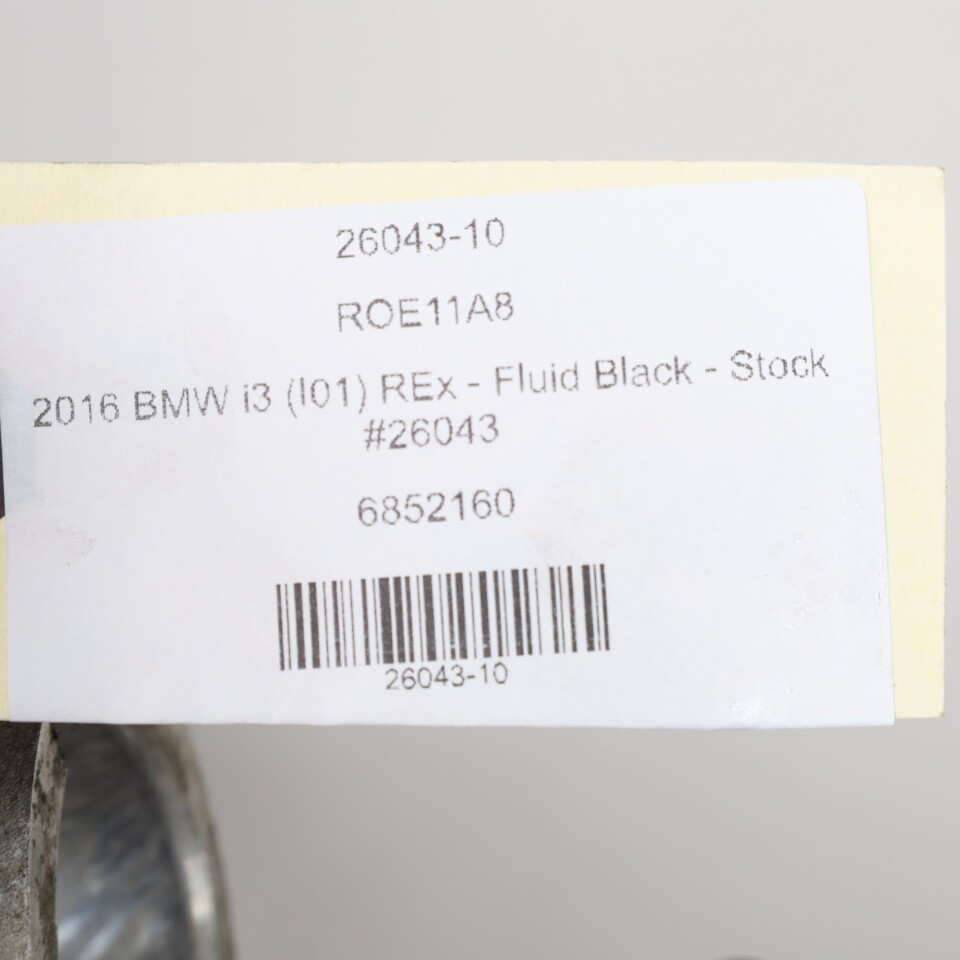 26043-10
ROE11A8
2016 BMW i3 (I01) REx - Fluid Black - Stock
#26043
6852160
26043-10